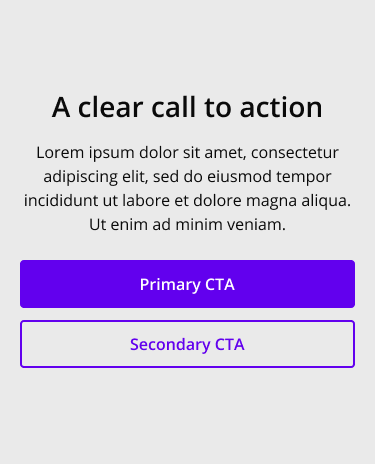 A clear call to action
Lorem ipsum dolor sit amet, consectetur
adipiscing elit, sed do eiusmod tempor
incididunt ut labore et dolore magna aliqua.
Ut enim ad minim veniam.
Primary CTA
Secondary CTA